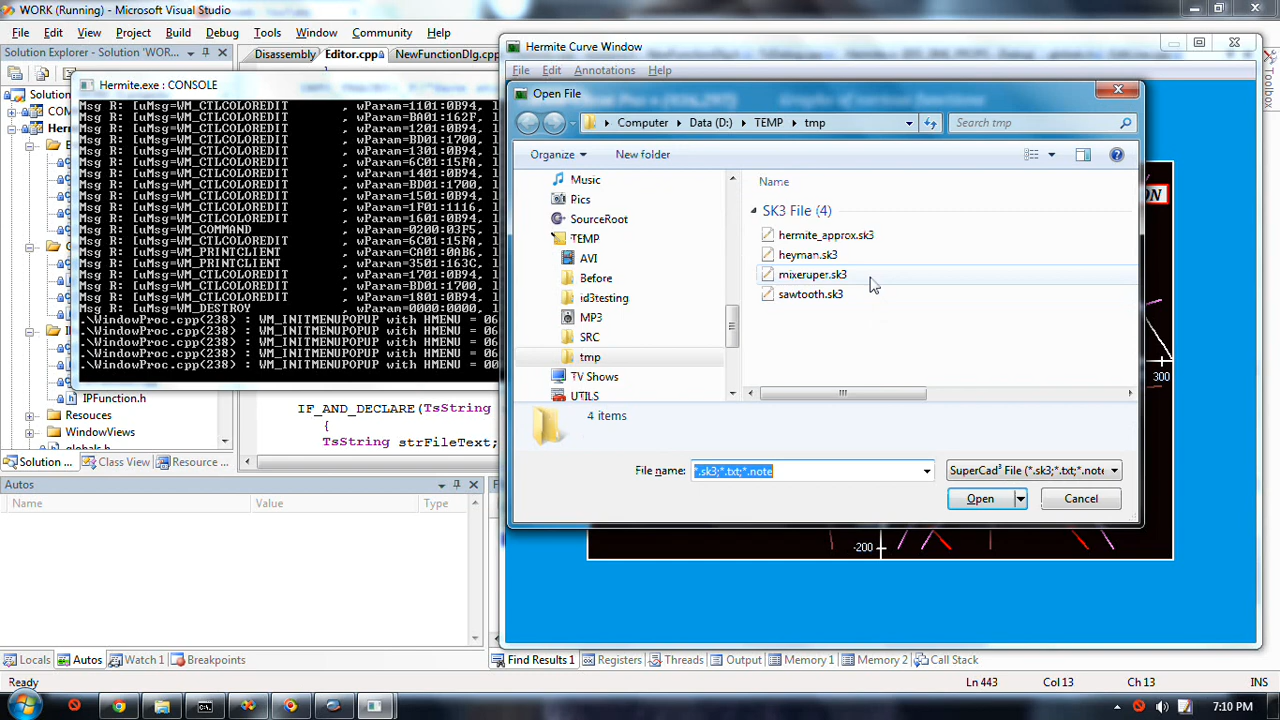 WORK (Running) - Microsoft Visual Studio
File Edit View Project Build Debug Tools Window Community Help
Solution Explorer - Solution 'WOR...
Disassembly Editor.cpp NewFunctionDlg.cpp
Solution
COM
Herm
IPFunction.h
Resouces
WindowViews
globals.h
Solution ... Class View Resource ...
Hermite.exe : CONSOLE
Msg R: [uMsg=WM_CTLCOLOREDIT , wParam=1101:0B94, l
Msg R: [uMsg=WM_CTLCOLOREDIT , wParam=BA01:162F,
Msg R: [uMsg=WM_CTLCOLOREDIT , wParam=1201:0B94, l
Msg R: [uMsg=WM_CTLCOLOREDIT , wParam=BD01:1700,
Msg R: [uMsg=WM_CTLCOLOREDIT , wParam=1301:0B94, l
Msg R: [uMsg=WM_CTLCOLOREDIT , wParam=6C01:15FA,
Msg R: [uMsg=WM_CTLCOLOREDIT , wParam=BD01:1700,
Msg R: [uMsg=WM_CTLCOLOREDIT , wParam=1501:0B94, l
Msg R: [uMsg=WM_CTLCOLOREDIT , wParam=1F01:1116,
Msg R: [uMsg=WM_CTLCOLOREDIT , wParam=1601:0B94, l
Msg R: [uMsg=WM_COMMAND , wParam=0200:03F5,
Msg R: [uMsg=WM_CTLCOLOREDIT , wParam=6C01:15FA,
Msg R: [uMsg=WM_PRINTCLIENT , wParam=CA01:0AB6,
Msg R: [uMsg=WM_PRINTCLIENT , wParam=3501:163C,
Msg R: [uMsg=WM_CTLCOLOREDIT , wParam=1701:0B94, l
Msg R: [uMsg=WM_CTLCOLOREDIT , wParam=BD01:1700,
Msg R: [uMsg=WM_CTLCOLOREDIT , wParam=1801:0B94, l
Msg R: [uMsg=WM_DESTROY , wParam=0000:0000, l
.\WindowProc.cpp(238) : WM_INITMENUPOPUP with HMENU = 06
.\WindowProc.cpp(238) : WM_INITMENUPOPUP with HMENU = 06
.\WindowProc.cpp(238) : WM_INITMENUPOPUP with HMENU = 06
.\WindowProc.cpp(238) : WM_INITMENUPOPUP with HMENU = 06
.\WindowProc.cpp(238) : WM_INITMENUPOPUP with HMENU = 00
IF_AND_DECLARE(TsString
{
TsString strFileText;
Hermite Curve Window
File Edit Annotations Help
Open File
Computer Data (D:) TEMP tmp
Search tmp
Organize New folder
Music
Pics
SourceRoot
TEMP
AVI
Before
id3testing
MP3
SRC
tmp
TV Shows
UTILS
Name
SK3 File (4)
hermite_approx.sk3
heyman.sk3
mixeruper.sk3
sawtooth.sk3
4 items
File name: *.sk3;*.txt;*.note
SuperCad³ File (*.sk3;*.txt;*.note
Open Cancel
ON
300
-200
Autos
Name Value Type
Locals Autos Watch 1 Breakpoints
Find Results 1 Registers Threads Output Memory 1 Memory 2 Call Stack
Toolbox
Ready
Ln 443 Col 13 Ch 13 INS
7:10 PM